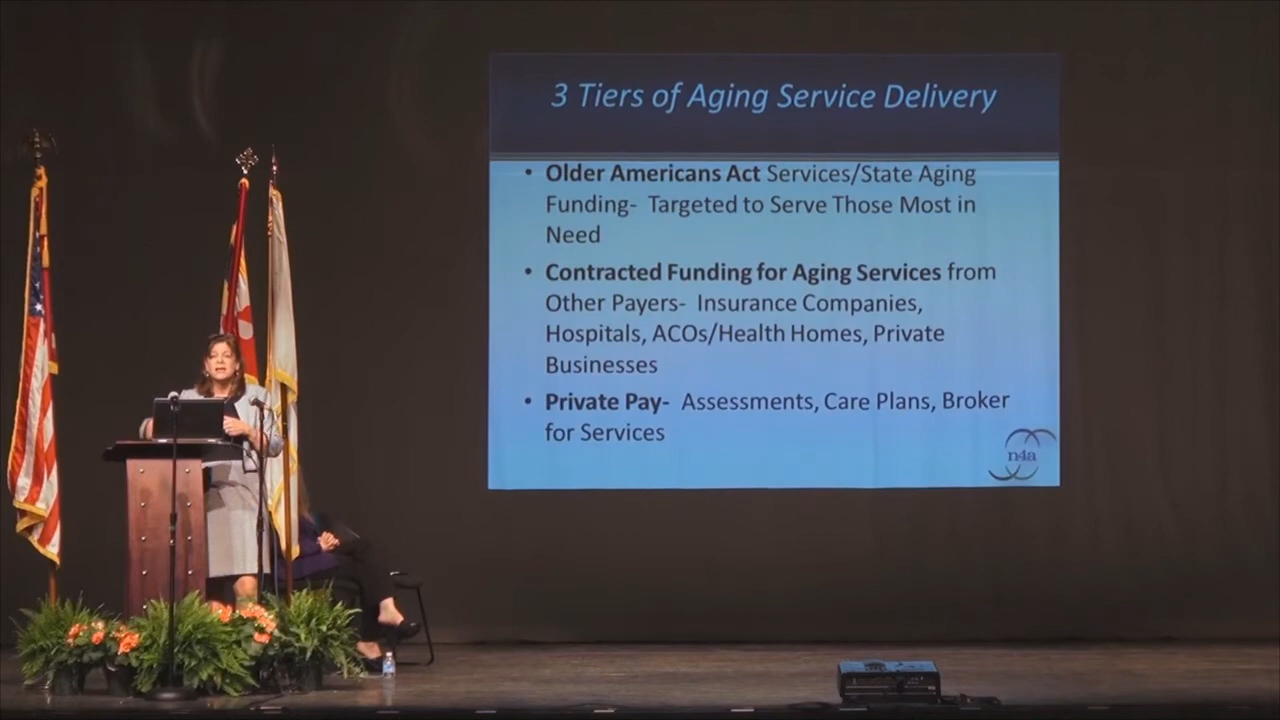 3 Tiers of Aging Service Delivery
• Older Americans Act Services/State Aging
Funding- Targeted to Serve Those Most in
Need
• Contracted Funding for Aging Services from
Other Payers- Insurance Companies,
Hospitals, ACOs/Health Homes, Private
Businesses
• Private Pay- Assessments, Care Plans, Broker
for Services
n4a